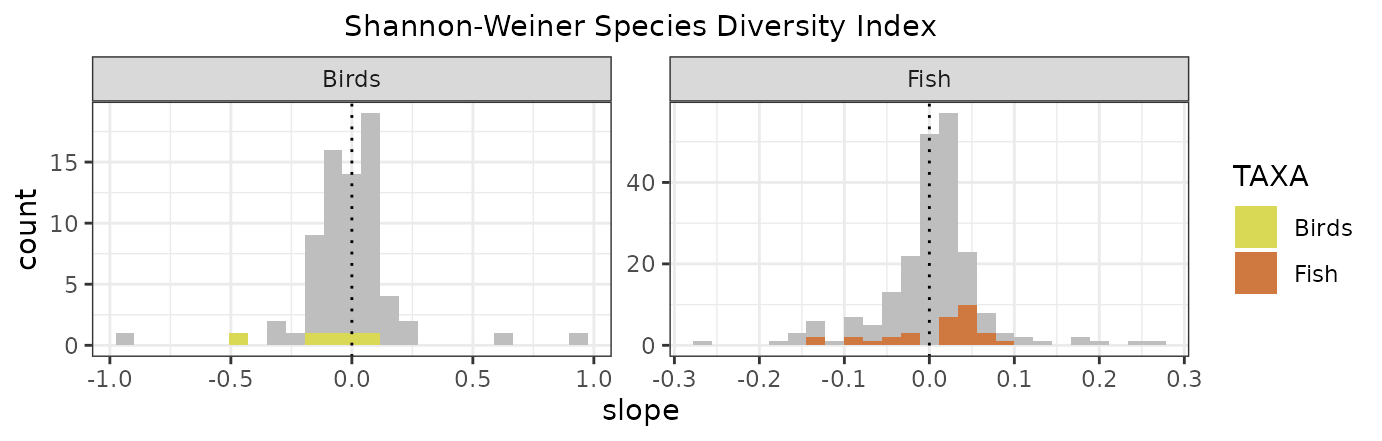 Shannon-Weiner Species Diversity Index
Birds
Fish
count
15
10
5
0
-1.0 -0.5 0.0 0.5 1.0
40
20
0
-0.3 -0.2 -0.1 0.0 0.1 0.2 0.3
slope
TAXA
Birds
Fish